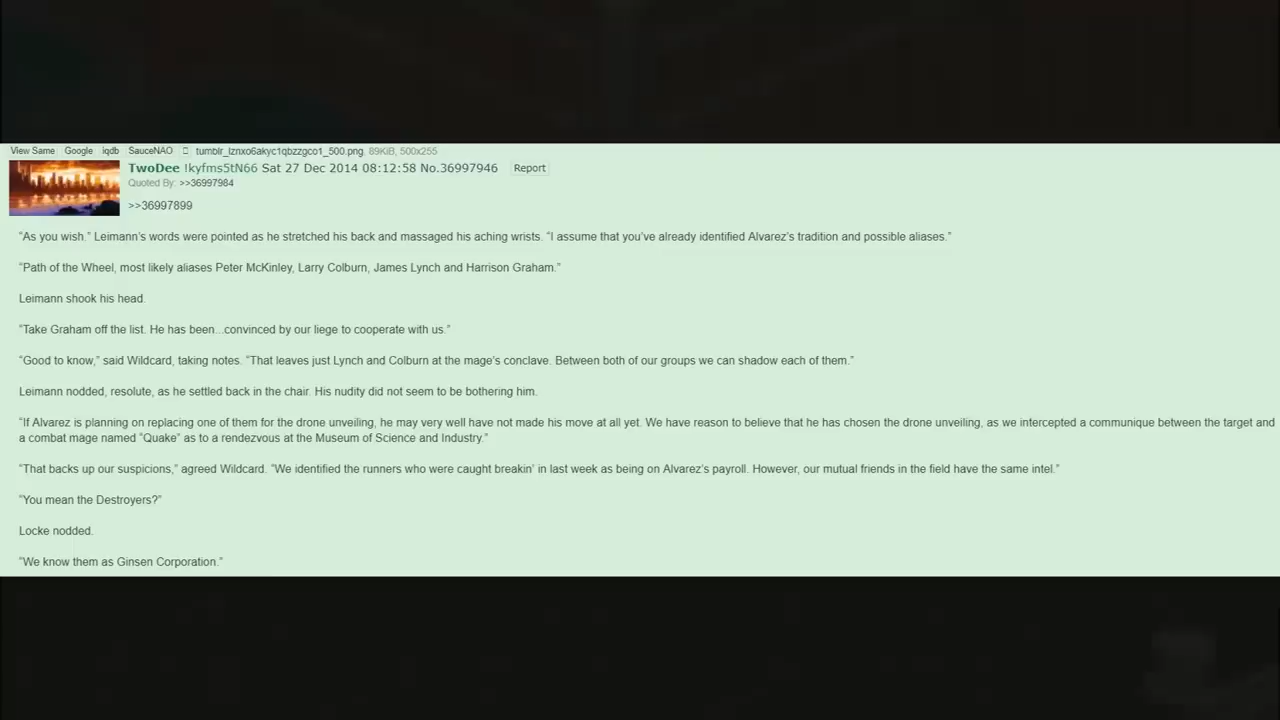 View Same Google iqdb SauceNAO tumblr_lznxo6akyc1qbzzgco1_500.png. 89KiB, 500x255
TwoDee !kyfms5tN66 Sat 27 Dec 2014 08:12:58 No.36997946 Report
Quoted By: >>36997984
>>36997899
“As you wish.” Leimann’s words were pointed as he stretched his back and massaged his aching wrists. “I assume that you’ve already identified Alvarez’s tradition and possible aliases.”
“Path of the Wheel, most likely aliases Peter McKinley, Larry Colburn, James Lynch and Harrison Graham.”
Leimann shook his head.
“Take Graham off the list. He has been...convinced by our liege to cooperate with us.”
“Good to know,” said Wildcard, taking notes. “That leaves just Lynch and Colburn at the mage’s conclave. Between both of our groups we can shadow each of them.”
Leimann nodded, resolute, as he settled back in the chair. His nudity did not seem to be bothering him.
“If Alvarez is planning on replacing one of them for the drone unveiling, he may very well have not made his move at all yet. We have reason to believe that he has chosen the drone unveiling, as we intercepted a communique between the target and
a combat mage named “Quake” as to a rendezvous at the Museum of Science and Industry.”
“That backs up our suspicions,” agreed Wildcard. “We identified the runners who were caught breakin’ in last week as being on Alvarez’s payroll. However, our mutual friends in the field have the same intel.”
“You mean the Destroyers?”
Locke nodded.
“We know them as Ginsen Corporation.”